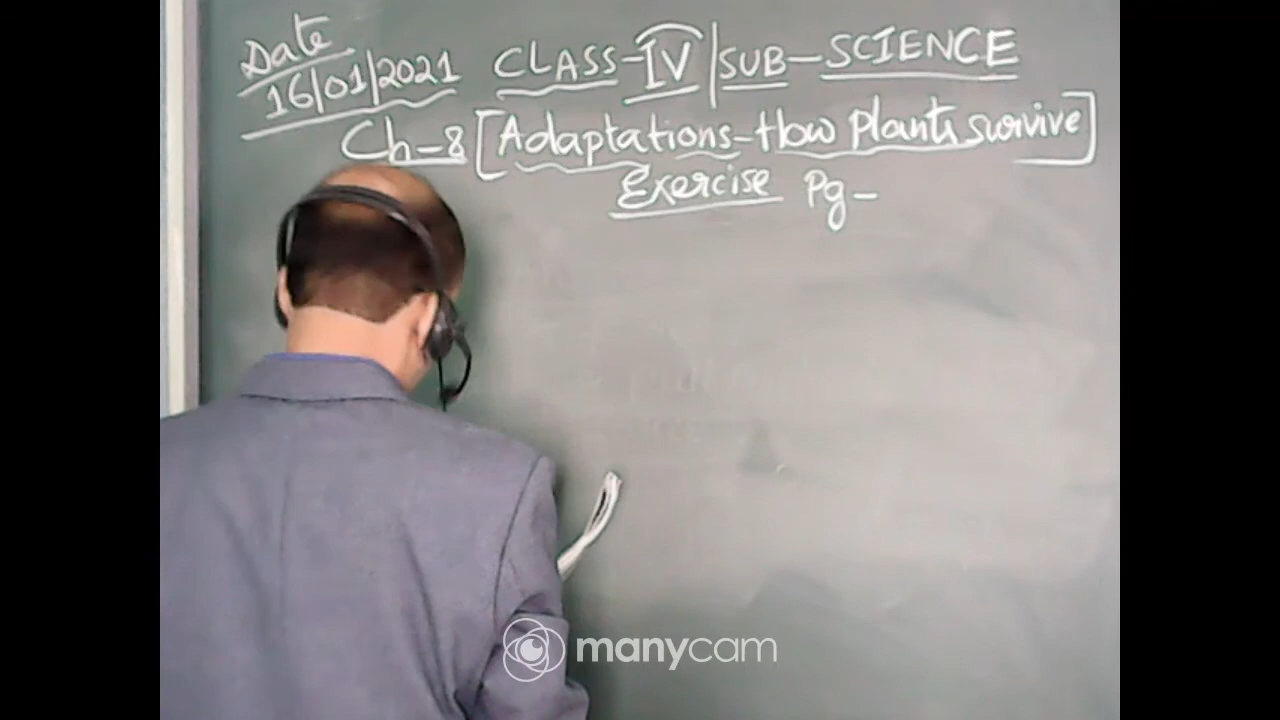 Date
16/01/2021
CLASS-IV | SUB-SCIENCE
Ch-8 [Adaptations-How Plants survive]
Exercise Pg-
manycam